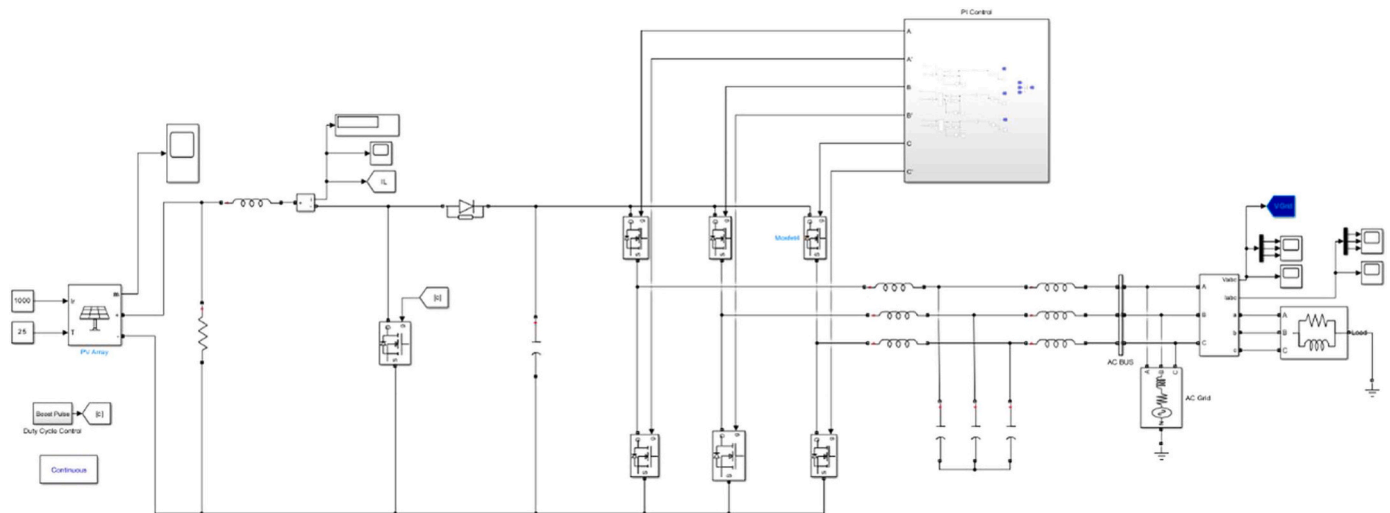 PI Control
A
A'
B
B'
C
C'
IL
Mosfet4
1000
25
Ir
T
m
+
-
PV Array
[G]
Boost Pulse
[G]
Duty Cycle Control
Continuous
AC BUS
A
B
C
Vabc
Iabc
a
b
c
A
B
C
Load
A
B
C
AC Grid